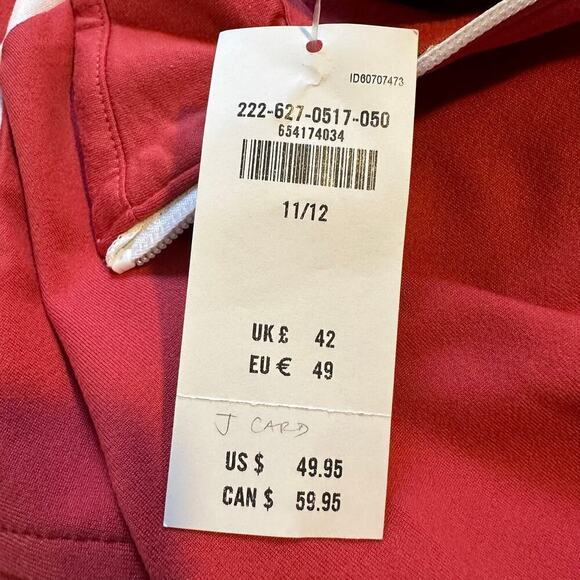 ID60707473
222-627-0517-050
654174034
11/12
UK £ 42
EU € 49
J CARD
US $ 49.95
CAN $ 59.95